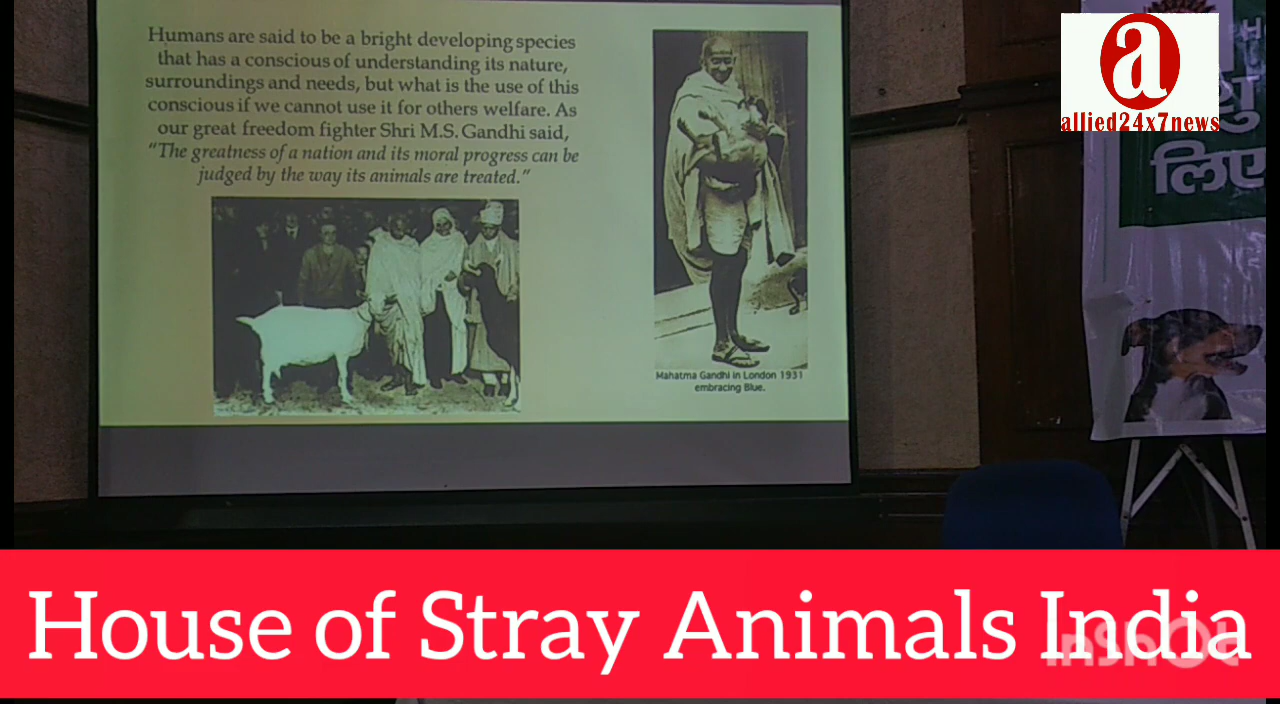 Humans are said to be a bright developing species
that has a conscious of understanding its nature,
surroundings and needs, but what is the use of this
conscious if we cannot use it for others welfare. As
our great freedom fighter Shri M.S. Gandhi said,
"The greatness of a nation and its moral progress can be
judged by the way its animals are treated."
Mahatma Gandhi in London 1931
embracing Blue.
a
allied24x7news
लिए
House of Stray Animals India
InShOt